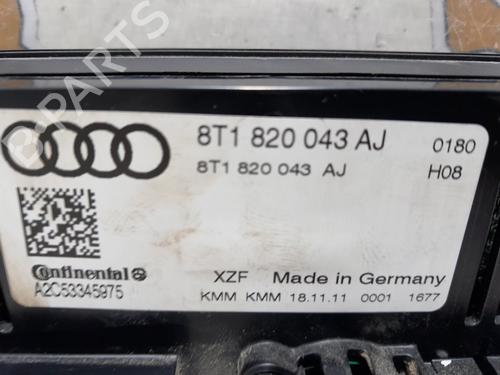 8T1 820 043 AJ 0180
8T1 820 043 AJ H08
Continental
A2C53345975
XZF Made in Germany
KMM KMM 18.11.11 0001 1677
B-PARTS